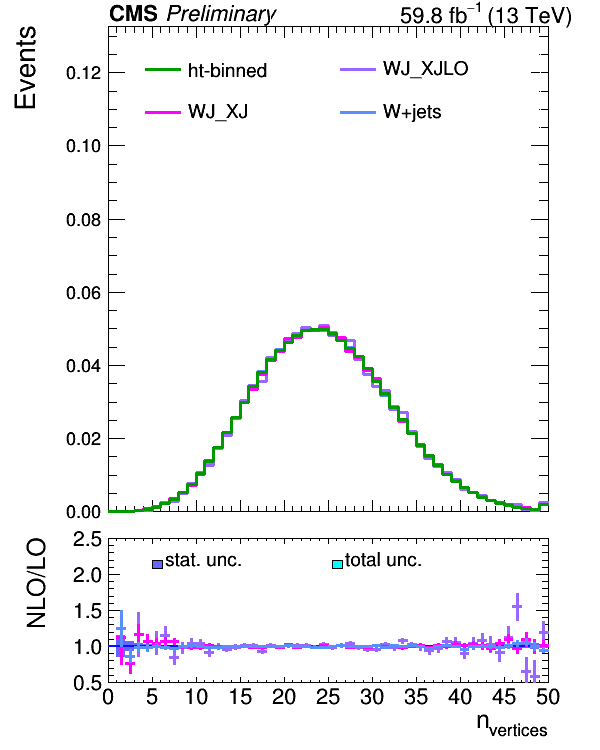 CMS Preliminary 59.8 fb⁻¹ (13 TeV)
Events
ht-binned WJ_XJLO
WJ_XJ W+jets
0.12
0.10
0.08
0.06
0.04
0.02
0.00
NLO/LO
stat. unc. total unc.
2.5
2.0
1.5
1.0
0.5
0 5 10 15 20 25 30 35 40 45 50
n_vertices